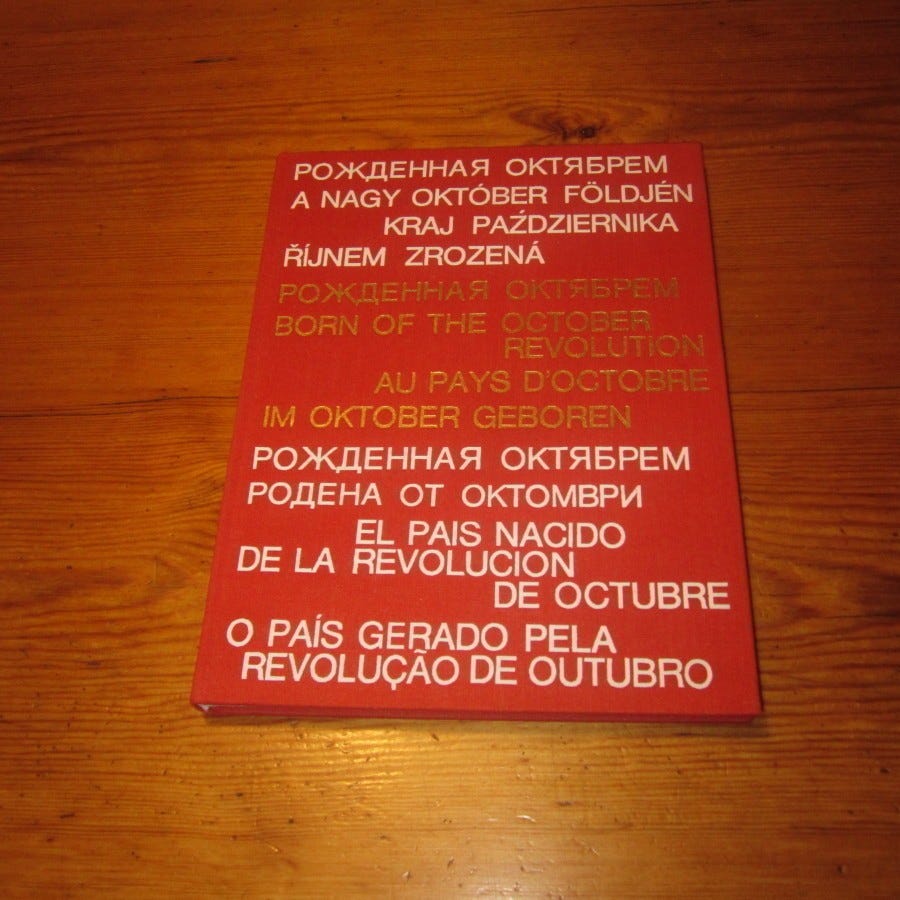 РОЖДЕННАЯ ОКТЯБРЕМ
A NAGY OKTÓBER FÖLDJÉN
KRAJ PAŹDZIERNIKA
ŘÍJNEM ZROZENÁ
РОЖДЕННАЯ ОКТЯБРЕМ
BORN OF THE OCTOBER
REVOLUTION
AU PAYS D'OCTOBRE
IM OKTOBER GEBOREN
РОЖДЕННАЯ ОКТЯБРЕМ
РОДЕНА ОТ ОКТОМВРИ
EL PAIS NACIDO
DE LA REVOLUCION
DE OCTUBRE
O PAÍS GERADO PELA
REVOLUÇÃO DE OUTUBRO